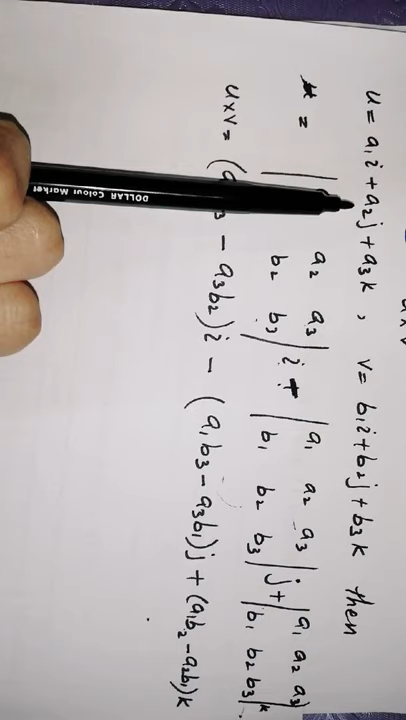 u×v
u = a1i + a2j + a3k , v = b1i + b2j + b3k then
= | a2 a3 b2 b3 | i + | a1 a2 a3 b1 b2 b3 | j + | a1 a2 a3 b1 b2 b3 | k
u×v = (a 3 - a3b2)i - (a1b3 - a3b1)j + (a1b2 - a2b1)k
DOLLAR Colour Marker